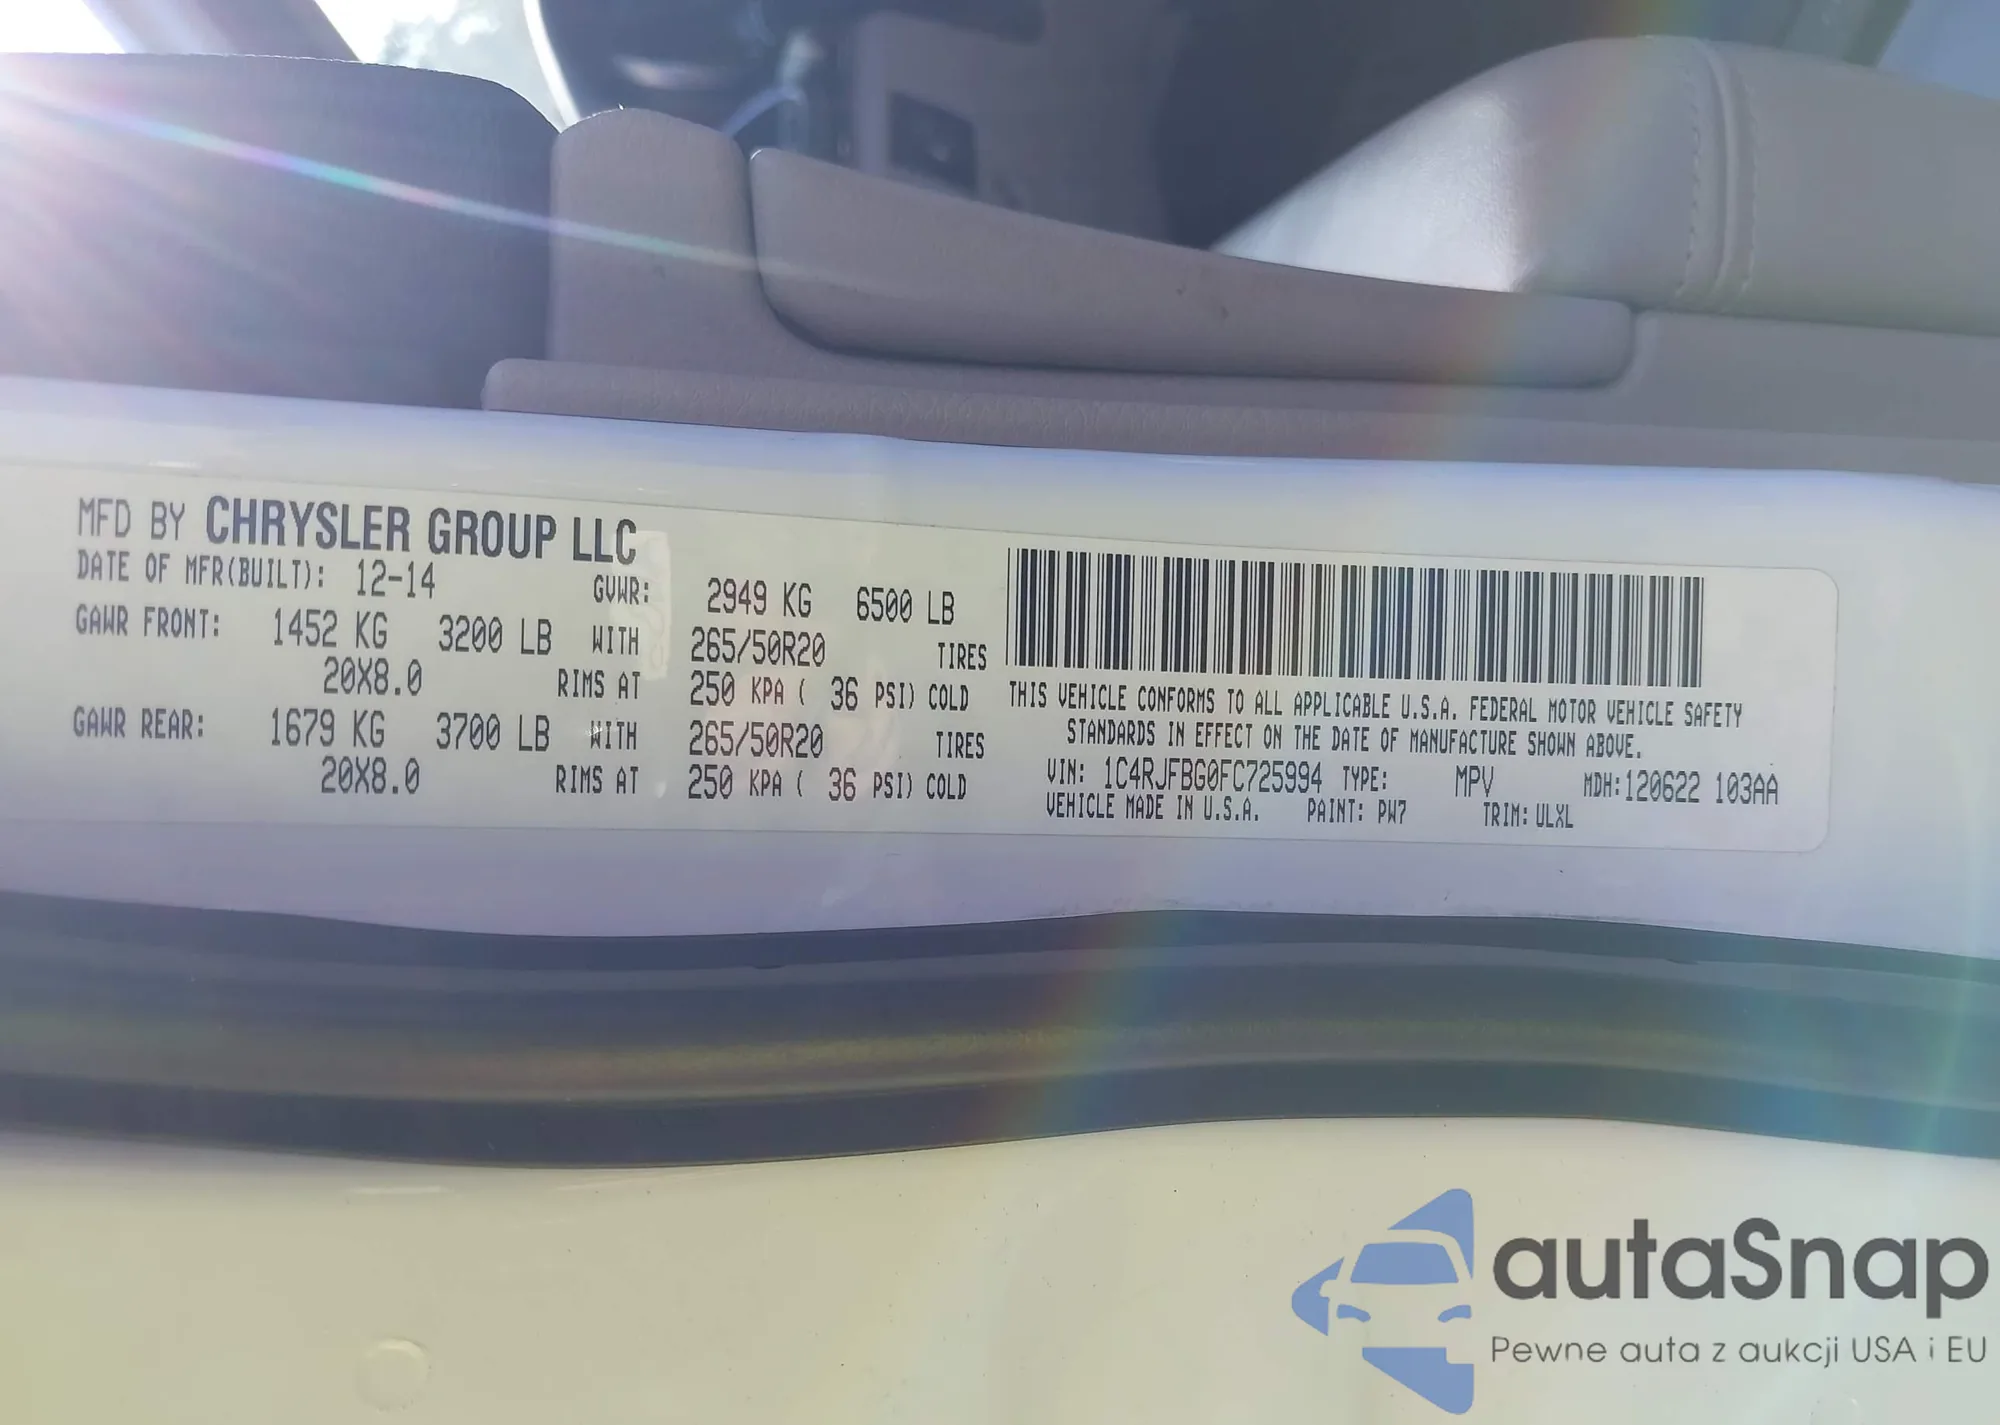 MFD BY CHRYSLER GROUP LLC
DATE OF MFR(BUILT): 12-14 GVWR: 2949 KG 6500 LB
GAWR FRONT: 1452 KG 3200 LB WITH 265/50R20 TIRES
20X8.0 RIMS AT 250 KPA ( 36 PSI) COLD
GAWR REAR: 1679 KG 3700 LB WITH 265/50R20 TIRES
20X8.0 RIMS AT 250 KPA ( 36 PSI) COLD
THIS VEHICLE CONFORMS TO ALL APPLICABLE U.S.A. FEDERAL MOTOR VEHICLE SAFETY
STANDARDS IN EFFECT ON THE DATE OF MANUFACTURE SHOWN ABOVE.
VIN: 1C4RJFBG0FC725994 TYPE: MPV MDH:120622 103AA
VEHICLE MADE IN U.S.A. PAINT: PW7 TRIM: ULXL
autaSnap
Pewne auta z aukcji USA i EU